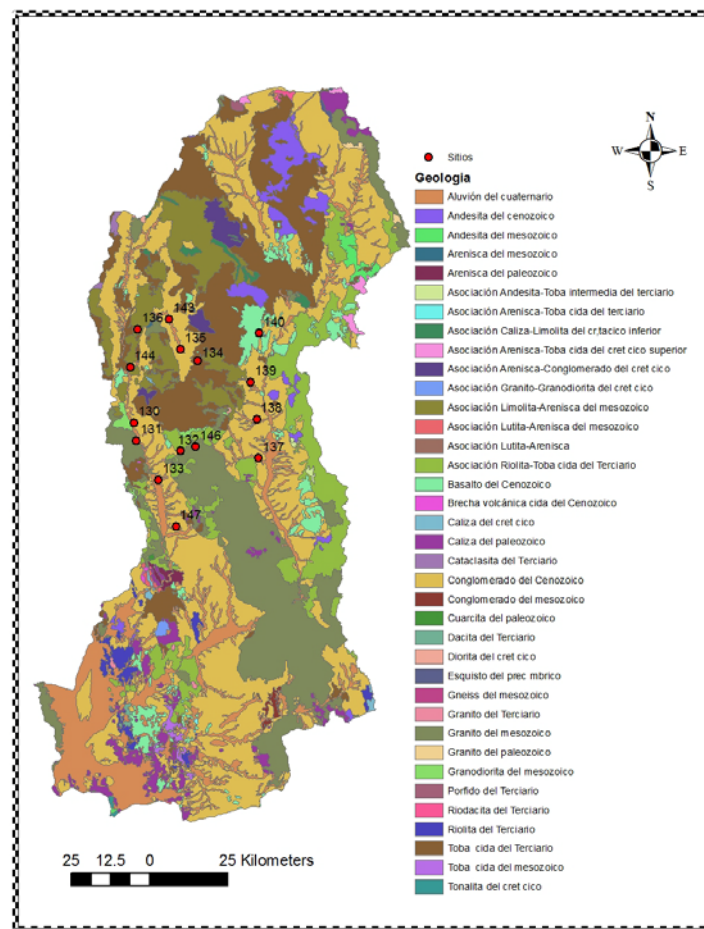 N
W E
S
Sitios
Geologia
Aluvión del cuaternario
Andesita del cenozoico
Andesita del mesozoico
Arenisca del mesozoico
Arenisca del paleozoico
Asociación Andesita-Toba intermedia del terciario
Asociación Arenisca-Toba cida del terciario
Asociación Caliza-Limolita del cr,tacico inferior
Asociación Arenisca-Toba cida del cret cico superior
Asociación Arenisca-Conglomerado del cret cico
Asociación Granito-Granodiorita del cret cico
Asociación Limolita-Arenisca del mesozoico
Asociación Lutita-Arenisca del mesozoico
Asociación Lutita-Arenisca
Asociación Riolita-Toba cida del Terciario
Basalto del Cenozoico
Brecha volcánica cida del Cenozoico
Caliza del cret cico
Caliza del paleozoico
Cataclasita del Terciario
Conglomerado del Cenozoico
Conglomerado del mesozoico
Cuarcita del paleozoico
Dacita del Terciario
Diorita del cret cico
Esquisto del prec mbrico
Gneiss del mesozoico
Granito del Terciario
Granito del mesozoico
Granito del paleozoico
Granodiorita del mesozoico
Porfido del Terciario
Riodacita del Terciario
Riolita del Terciario
Toba cida del Terciario
Toba cida del mesozoico
Tonalita del cret cico
143
136
140
135
134
144
139
138
130
131
132 146
137
133
147
25 12.5 0 25 Kilometers